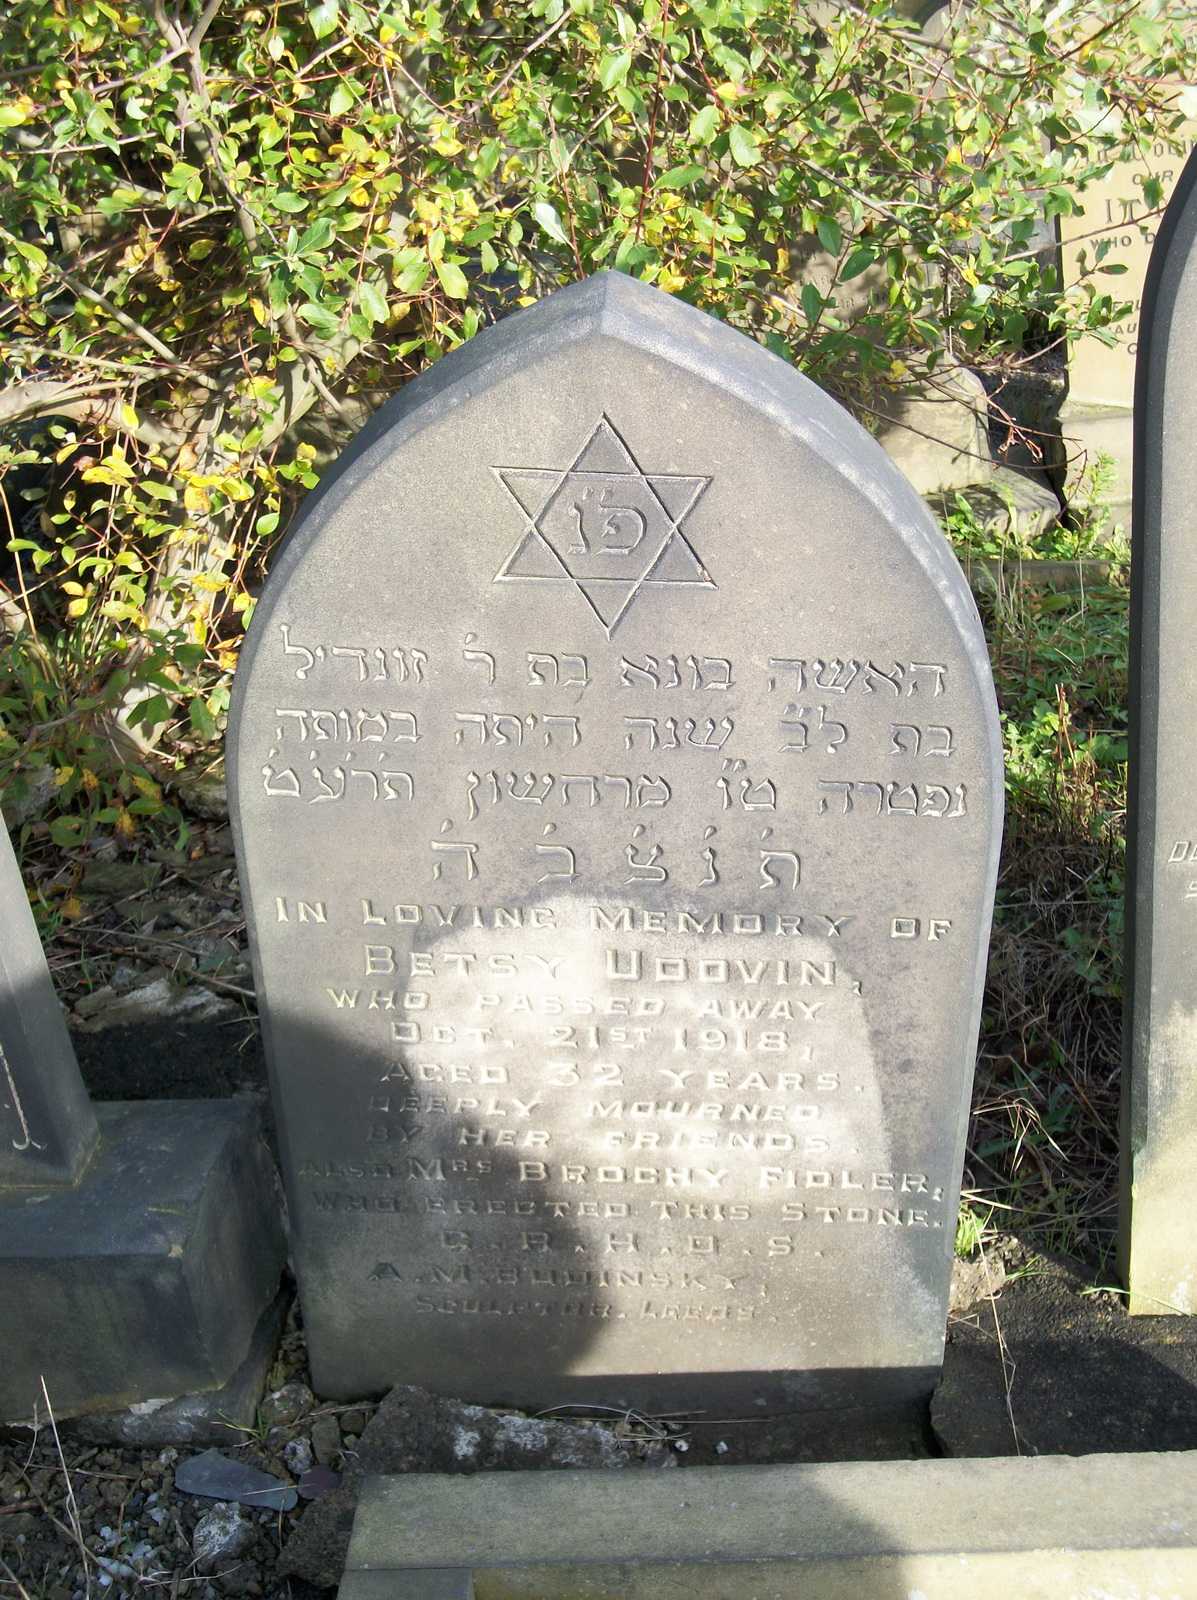 פ״נ
האשה בונא בת ר׳ זונדיל
בת ל״ב שנה היתה במותה
נפטרה ט״ו מרחשון ת׳ר׳ע׳ט׳
ת׳נ׳צ׳ב׳ה׳
IN LOVING MEMORY OF
BETSY UDOVIN,
WHO PASSED AWAY
OCT. 21ST 1918,
AGED 32 YEARS.
DEEPLY MOURNED
BY HER FRIENDS.
ALSO MRS BROCHY FIDLER,
WHO ERECTED THIS STONE.
G.R.H.D.S.
A.M. BUDINSKY,
SCULPTOR. LEEDS.
OUR
WHO